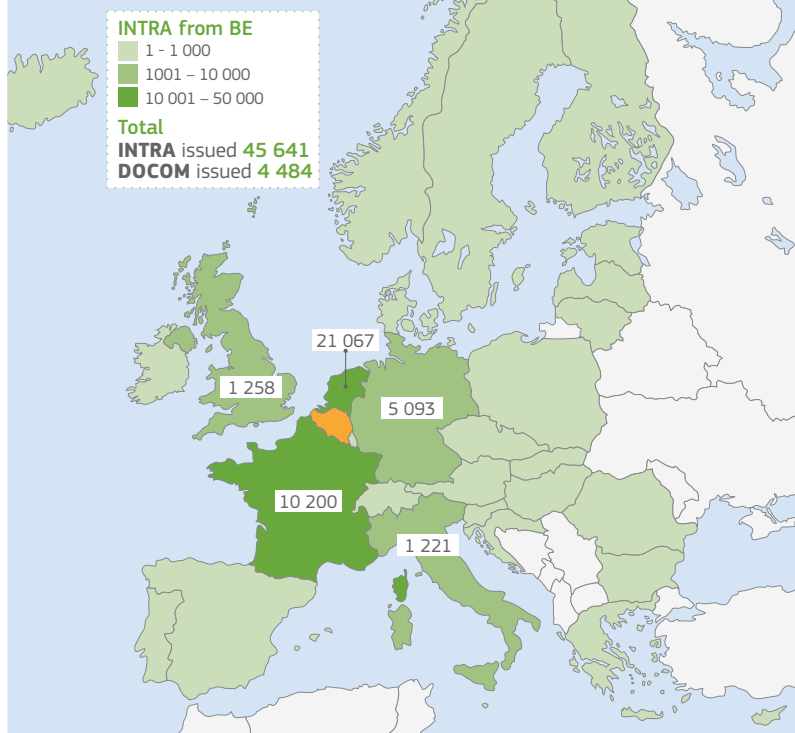 INTRA from BE
1 - 1 000
1001 – 10 000
10 001 – 50 000
Total
INTRA issued 45 641
DOCOM issued 4 484
21 067
1 258
5 093
10 200
1 221